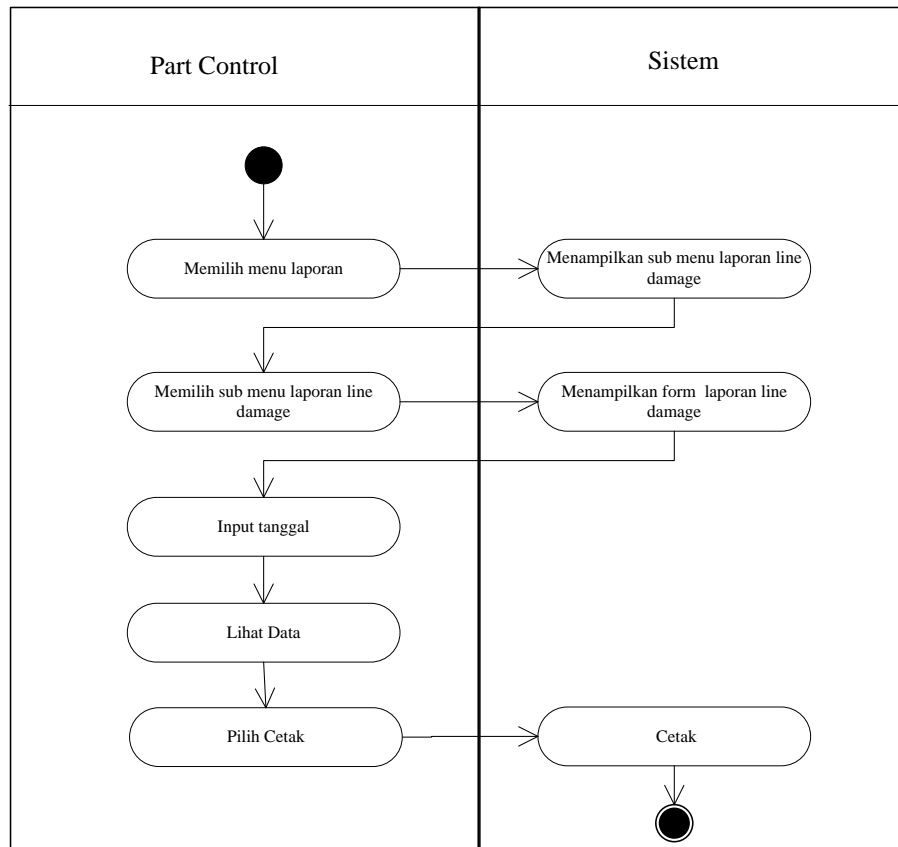 Part Control
Sistem
Memilih menu laporan
Menampilkan sub menu laporan line
damage
Memilih sub menu laporan line
damage
Menampilkan form laporan line
damage
Input tanggal
Lihat Data
Pilih Cetak
Cetak